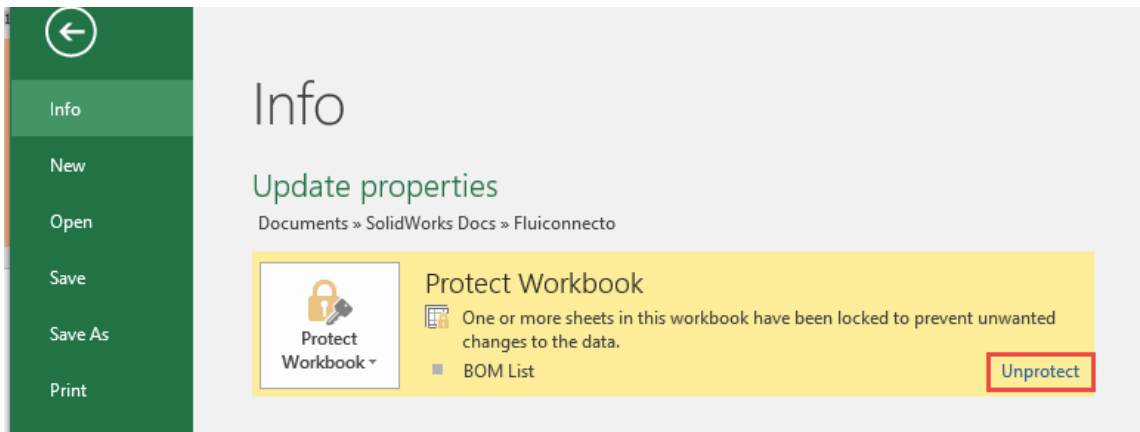 1
Info
New
Open
Save
Save As
Print
Info
Update properties
Documents » SolidWorks Docs » Fluiconnecto
Protect Workbook
Protect
Workbook
One or more sheets in this workbook have been locked to prevent unwanted
changes to the data.
BOM List
Unprotect